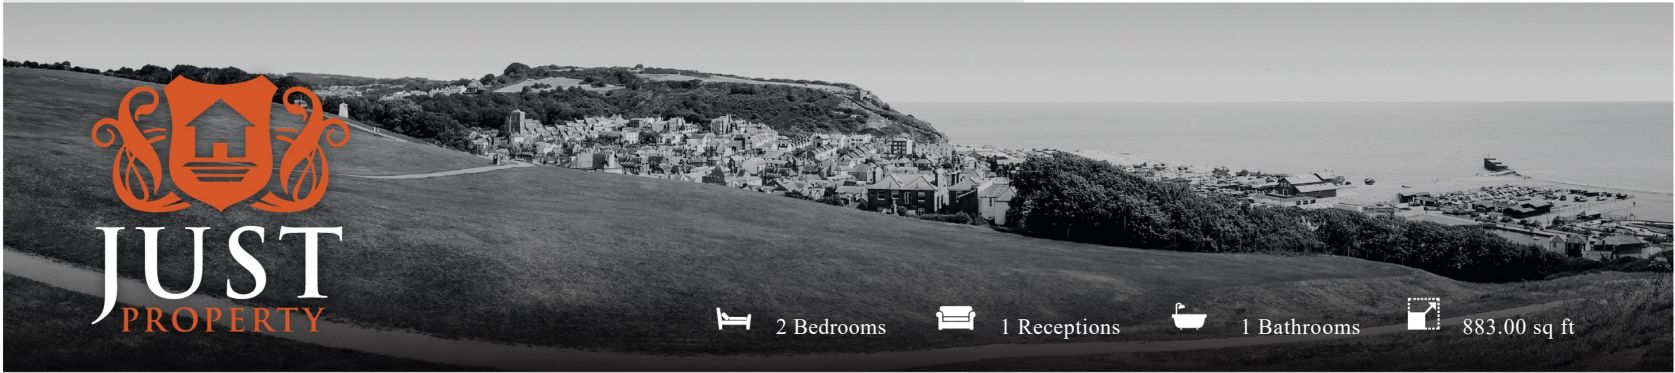 JUST
PROPERTY
2 Bedrooms
1 Receptions
1 Bathrooms
883.00 sq ft